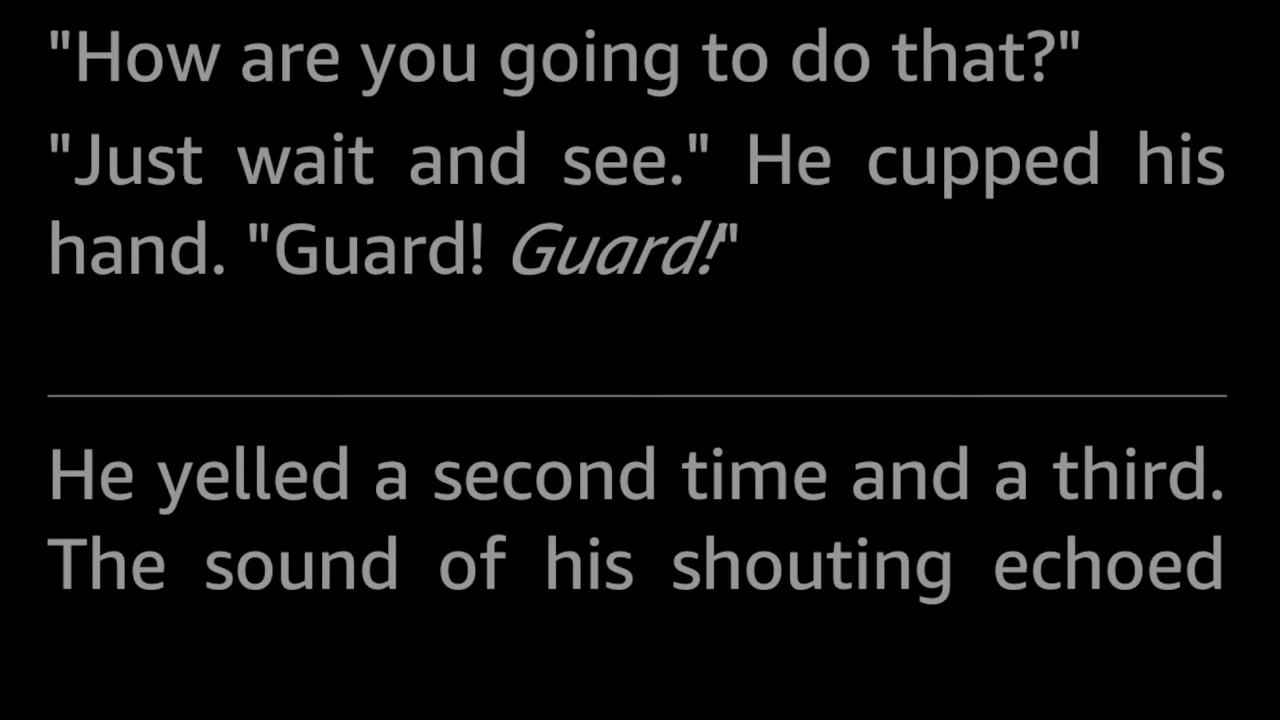 "How are you going to do that?"
"Just wait and see." He cupped his
hand. "Guard! Guard!"
He yelled a second time and a third.
The sound of his shouting echoed